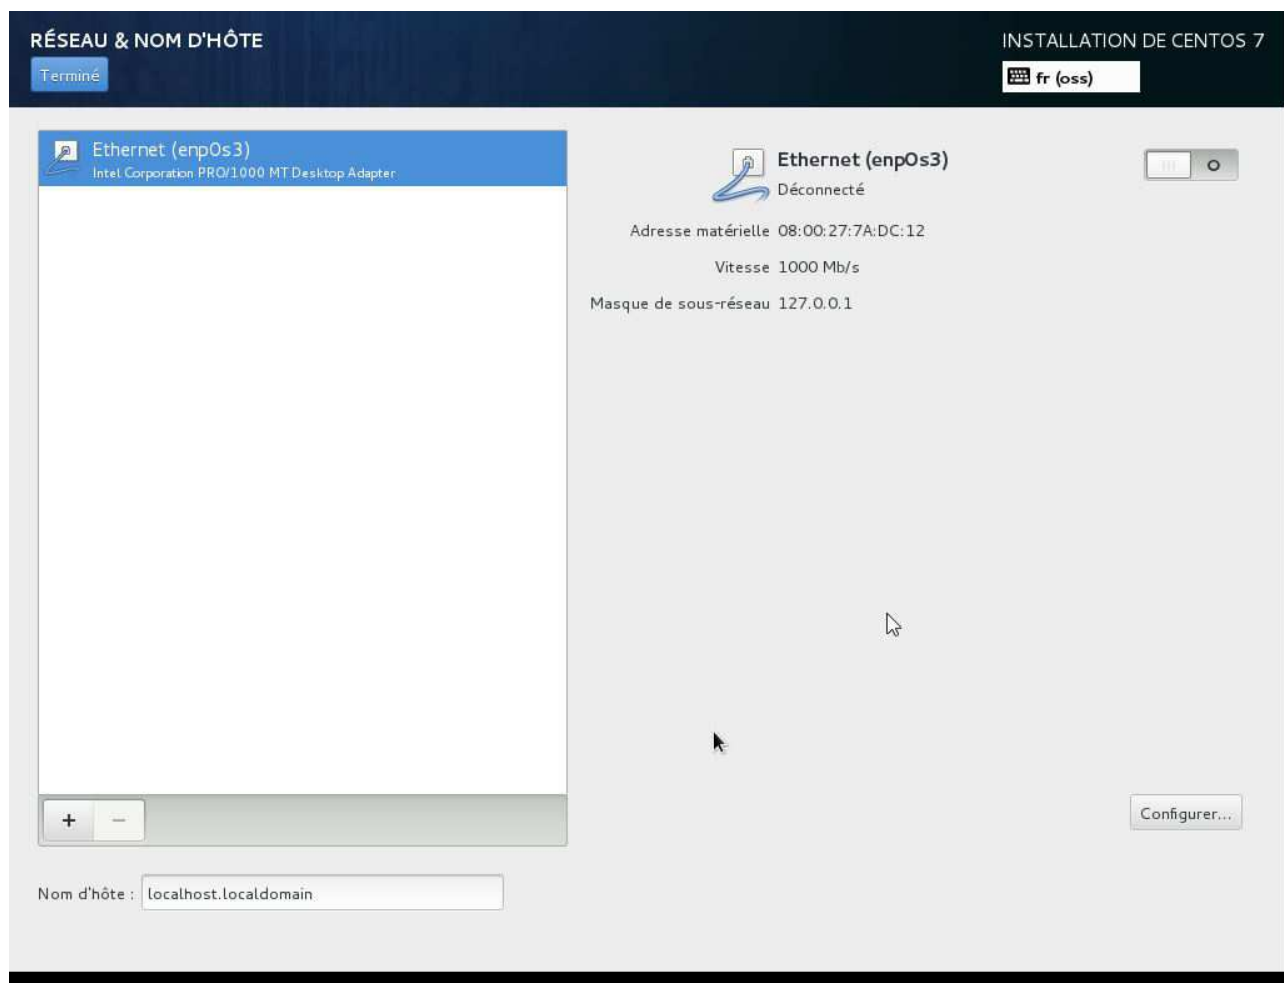 RÉSEAU & NOM D'HÔTE
INSTALLATION DE CENTOS 7
Terminé
fr (oss)
Ethernet (enp0s3)
Intel Corporation PRO/1000 MT Desktop Adapter
Ethernet (enp0s3)
Déconnecté
O
Adresse matérielle 08:00:27:7A:DC:12
Vitesse 1000 Mb/s
Masque de sous-réseau 127.0.0.1
+ −
Configurer...
Nom d'hôte : localhost.localdomain